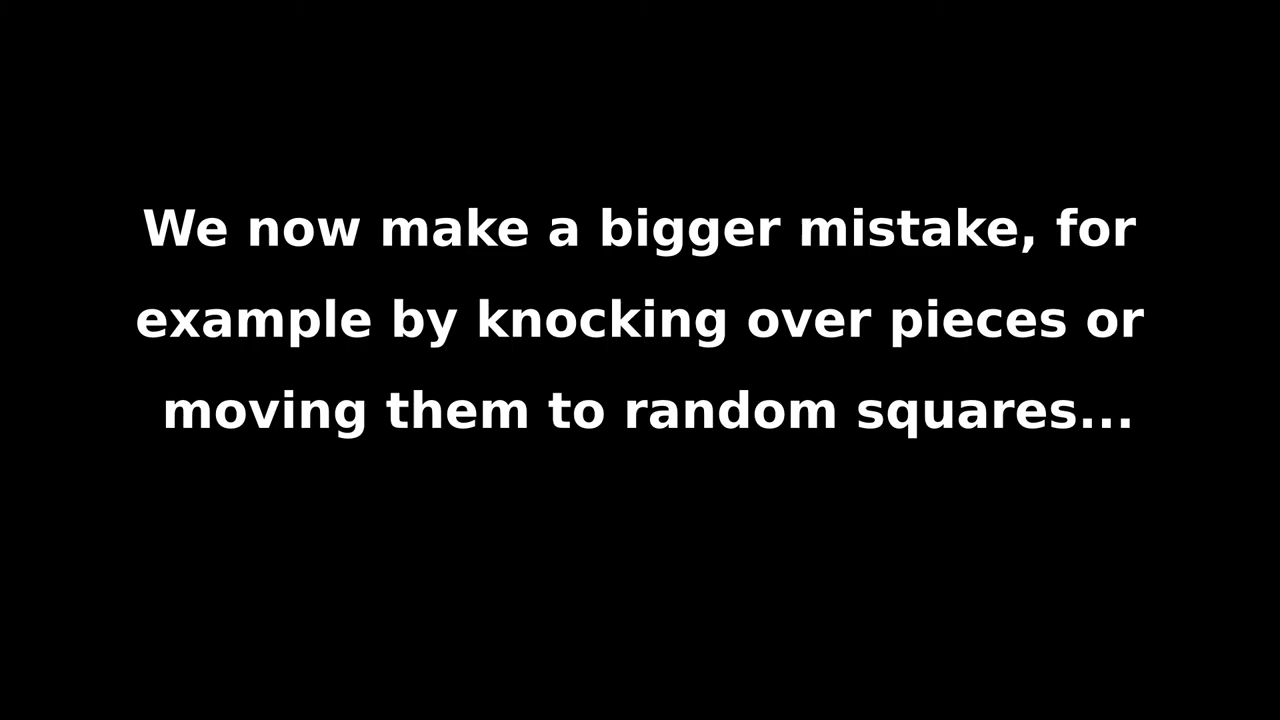 We now make a bigger mistake, for
example by knocking over pieces or
moving them to random squares...